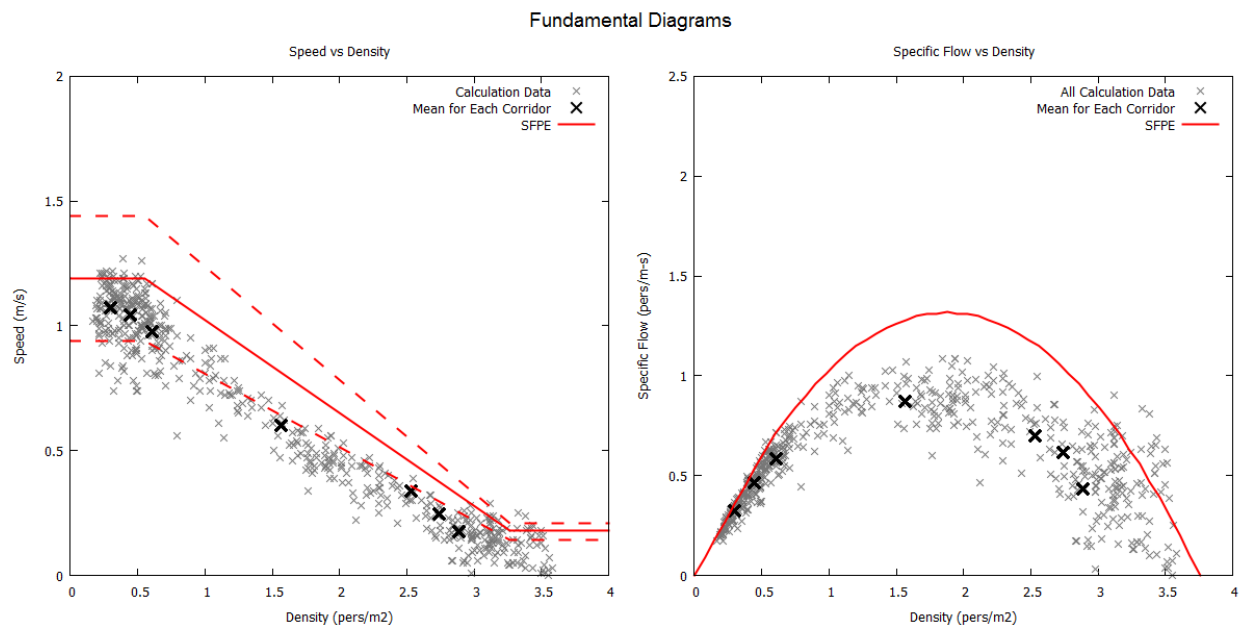 Fundamental Diagrams
Speed vs Density
Calculation Data
Mean for Each Corridor
SFPE
2
1.5
1
0.5
0
Speed (m/s)
0 0.5 1 1.5 2 2.5 3 3.5 4
Density (pers/m2)
Specific Flow vs Density
All Calculation Data
Mean for Each Corridor
SFPE
2.5
2
1.5
1
0.5
0
Specific Flow (pers/m-s)
0 0.5 1 1.5 2 2.5 3 3.5 4
Density (pers/m2)